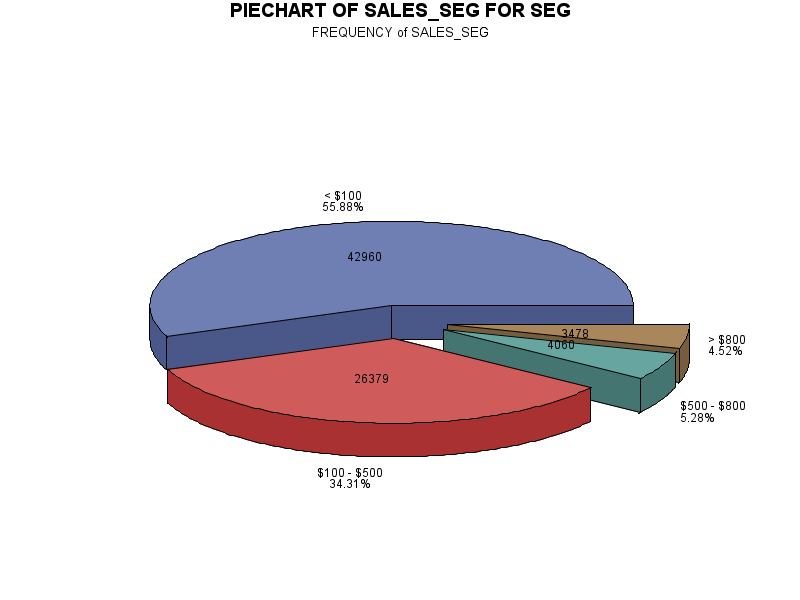 PIECHART OF SALES_SEG FOR SEG
FREQUENCY of SALES_SEG
< $100
55.88%
42960
3478
4060
> $800
4.52%
26379
$500 - $800
5.28%
$100 - $500
34.31%